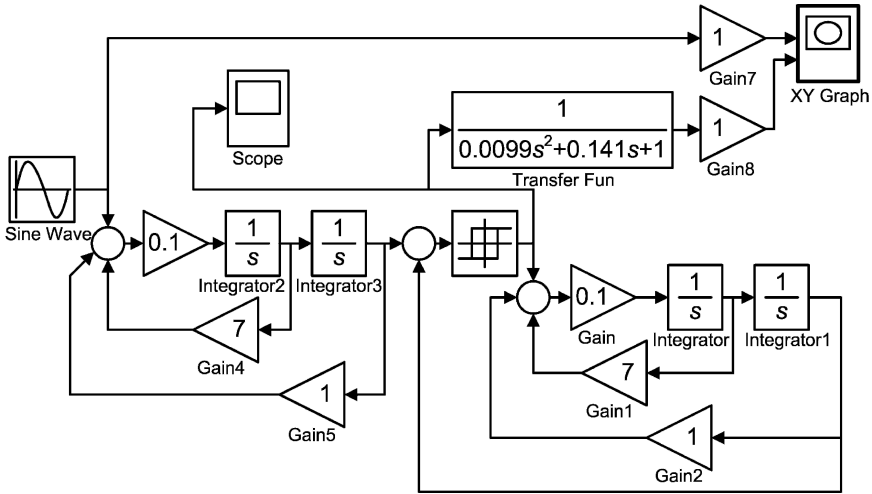 1
Gain7
XY Graph
Scope
1
0.0099s²+0.141s+1
Transfer Fun
1
Gain8
Sine Wave
0.1
1
s
Integrator2
1
s
Integrator3
7
Gain4
1
Gain5
0.1
Gain
1
s
Integrator
1
s
Integrator1
7
Gain1
1
Gain2